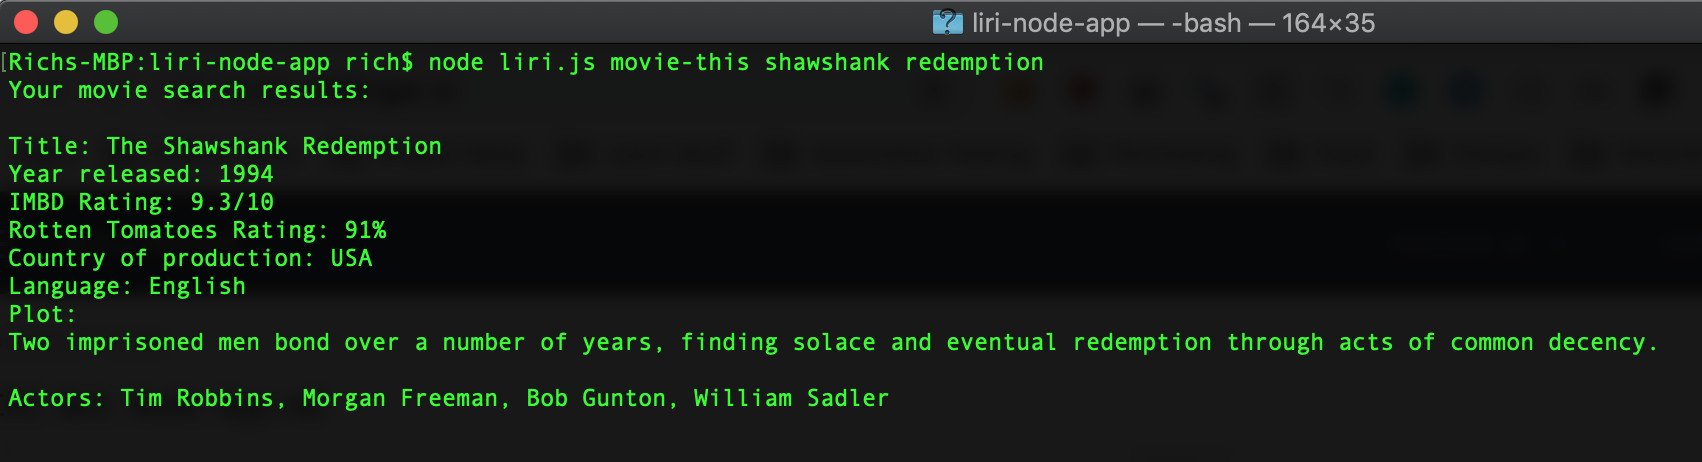 liri-node-app — -bash — 164×35
[Richs-MBP:liri-node-app rich$ node liri.js movie-this shawshank redemption
Your movie search results:
Title: The Shawshank Redemption
Year released: 1994
IMBD Rating: 9.3/10
Rotten Tomatoes Rating: 91%
Country of production: USA
Language: English
Plot:
Two imprisoned men bond over a number of years, finding solace and eventual redemption through acts of common decency.
Actors: Tim Robbins, Morgan Freeman, Bob Gunton, William Sadler